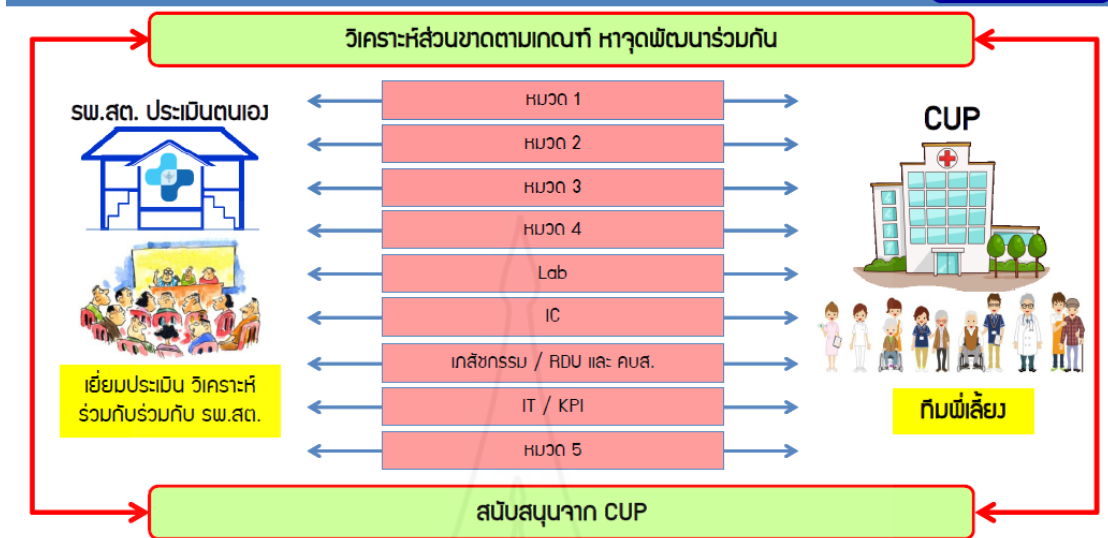 วิเคราะห์ส่วนขาดตามเกณฑ์ หาจุดพัฒนาร่วมกัน
รพ.สต. ประเมินตนเอง
หมวด 1
หมวด 2
หมวด 3
หมวด 4
Lab
IC
เภสัชกรรม / RDU และ คบส.
IT / KPI
หมวด 5
CUP
เยี่ยมประเมิน วิเคราะห์
ร่วมกับร่วมกับ รพ.สต.
ทีมพี่เลี้ยง
สนับสนุนจาก CUP